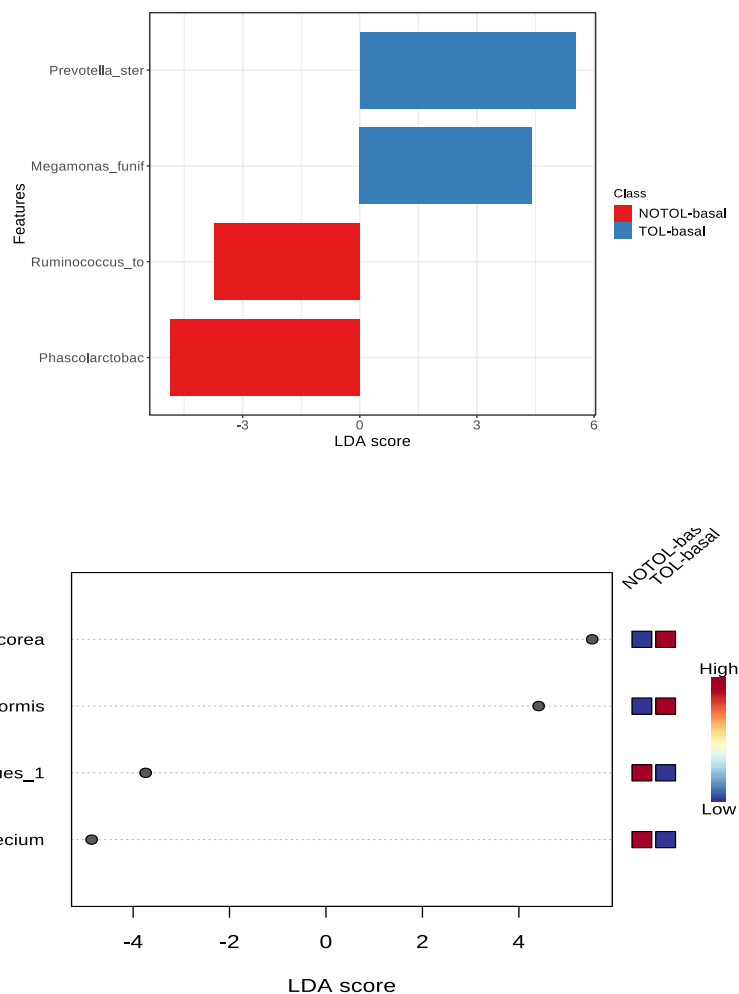 Prevotella_ster
Megamonas_funif
Ruminococcus_to
Phascolarctobac
Features
-3
0
3
6
LDA score
Class
NOTOL-basal
TOL-basal
NOTOL-bas
TOL-basal
corea
ormis
ues_1
ecium
High
Low
-4
-2
0
2
4
LDA score